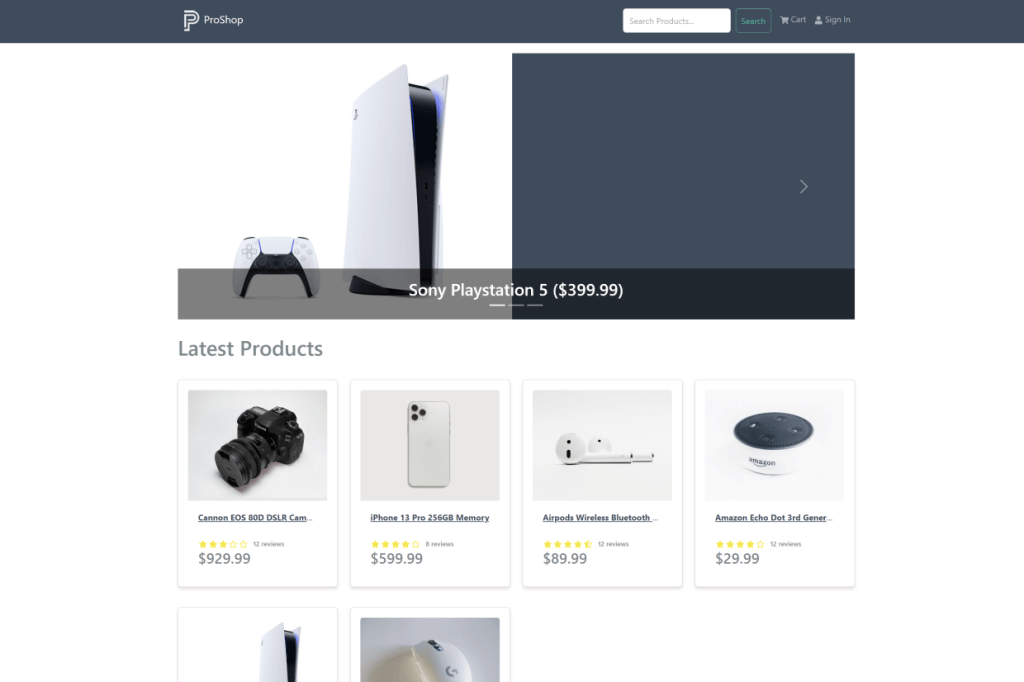 ProShop
Search Products...
Search
Cart
Sign In
Sony Playstation 5 ($399.99)
Latest Products
amazon
Cannon EOS 80D DSLR Cam...
iPhone 13 Pro 256GB Memory
Airpods Wireless Bluetooth ...
Amazon Echo Dot 3rd Gener...
12 reviews
8 reviews
12 reviews
12 reviews
$929.99
$599.99
$89.99
$29.99